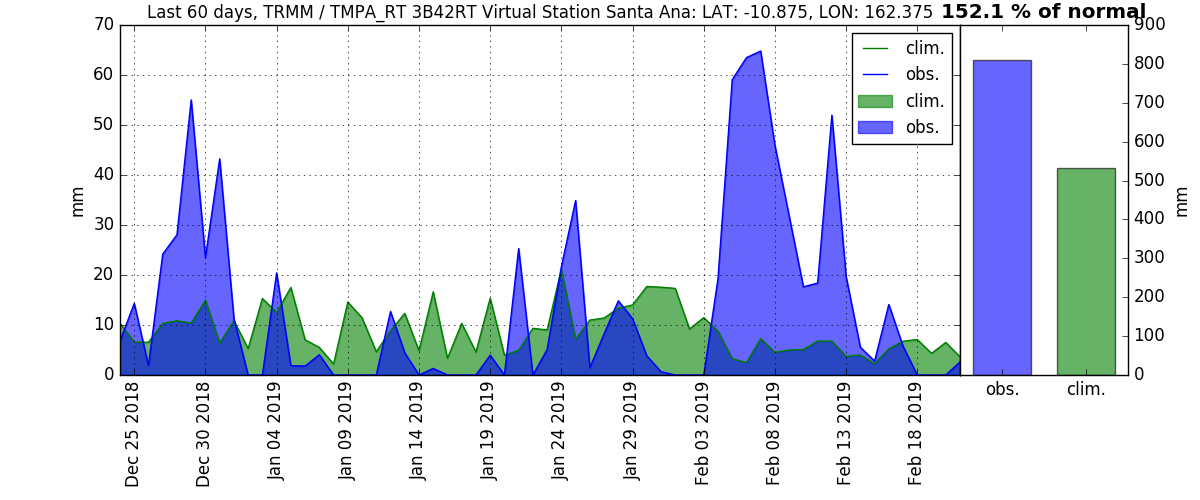 Last 60 days, TRMM / TMPA_RT 3B42RT Virtual Station Santa Ana: LAT: -10.875, LON: 162.375 152.1 % of normal
70
60
50
40
30
20
10
0
mm
clim.
obs.
clim.
obs.
900
800
700
600
500
400
300
200
100
0
mm
obs.
clim.
Dec 25 2018
Dec 30 2018
Jan 04 2019
Jan 09 2019
Jan 14 2019
Jan 19 2019
Jan 24 2019
Jan 29 2019
Feb 03 2019
Feb 08 2019
Feb 13 2019
Feb 18 2019